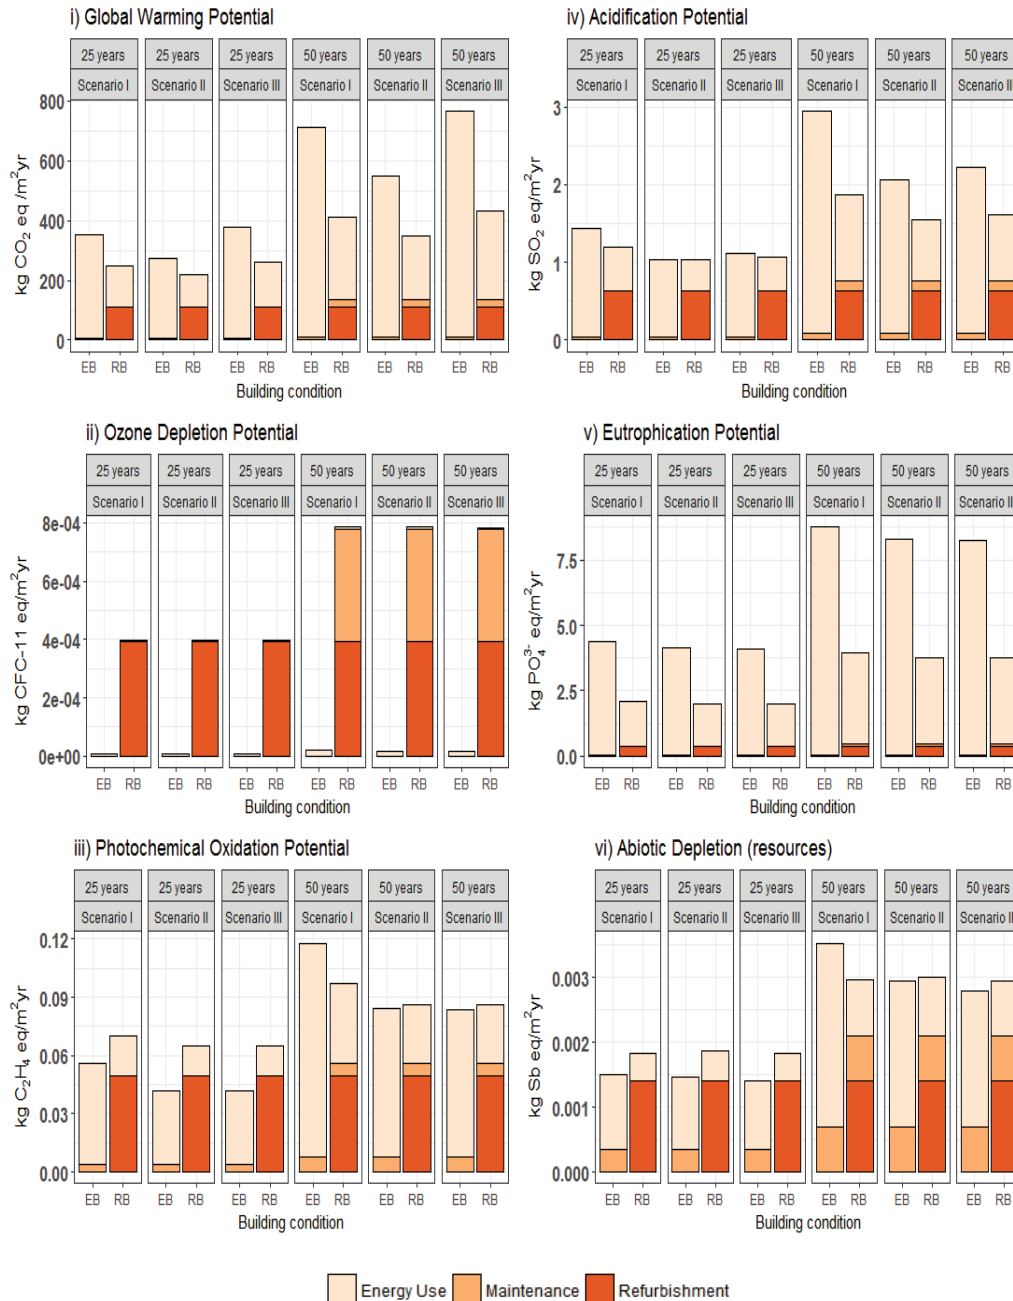 i) Global Warming Potential
25 years 25 years 25 years 50 years 50 years 50 years
Scenario I Scenario II Scenario III Scenario I Scenario II Scenario III
kg CO₂ eq /m²yr
800
600
400
200
0
EB RB EB RB EB RB EB RB EB RB EB RB
Building condition
iv) Acidification Potential
25 years 25 years 25 years 50 years 50 years 50 years
Scenario I Scenario II Scenario III Scenario I Scenario II Scenario III
kg SO₂ eq/m²yr
3
2
1
0
EB RB EB RB EB RB EB RB EB RB EB RB
Building condition
ii) Ozone Depletion Potential
25 years 25 years 25 years 50 years 50 years 50 years
Scenario I Scenario II Scenario III Scenario I Scenario II Scenario III
kg CFC-11 eq/m²yr
8e-04
6e-04
4e-04
2e-04
0e+00
EB RB EB RB EB RB EB RB EB RB EB RB
Building condition
v) Eutrophication Potential
25 years 25 years 25 years 50 years 50 years 50 years
Scenario I Scenario II Scenario III Scenario I Scenario II Scenario III
kg PO₄³⁻ eq/m²yr
7.5
5.0
2.5
0.0
EB RB EB RB EB RB EB RB EB RB EB RB
Building condition
iii) Photochemical Oxidation Potential
25 years 25 years 25 years 50 years 50 years 50 years
Scenario I Scenario II Scenario III Scenario I Scenario II Scenario III
kg C₂H₄ eq/m²yr
0.12
0.09
0.06
0.03
0.00
EB RB EB RB EB RB EB RB EB RB EB RB
Building condition
vi) Abiotic Depletion (resources)
25 years 25 years 25 years 50 years 50 years 50 years
Scenario I Scenario II Scenario III Scenario I Scenario II Scenario II
kg Sb eq/m²yr
0.003
0.002
0.001
0.000
EB RB EB RB EB RB EB RB EB RB EB RB
Building condition
Energy Use Maintenance Refurbishment